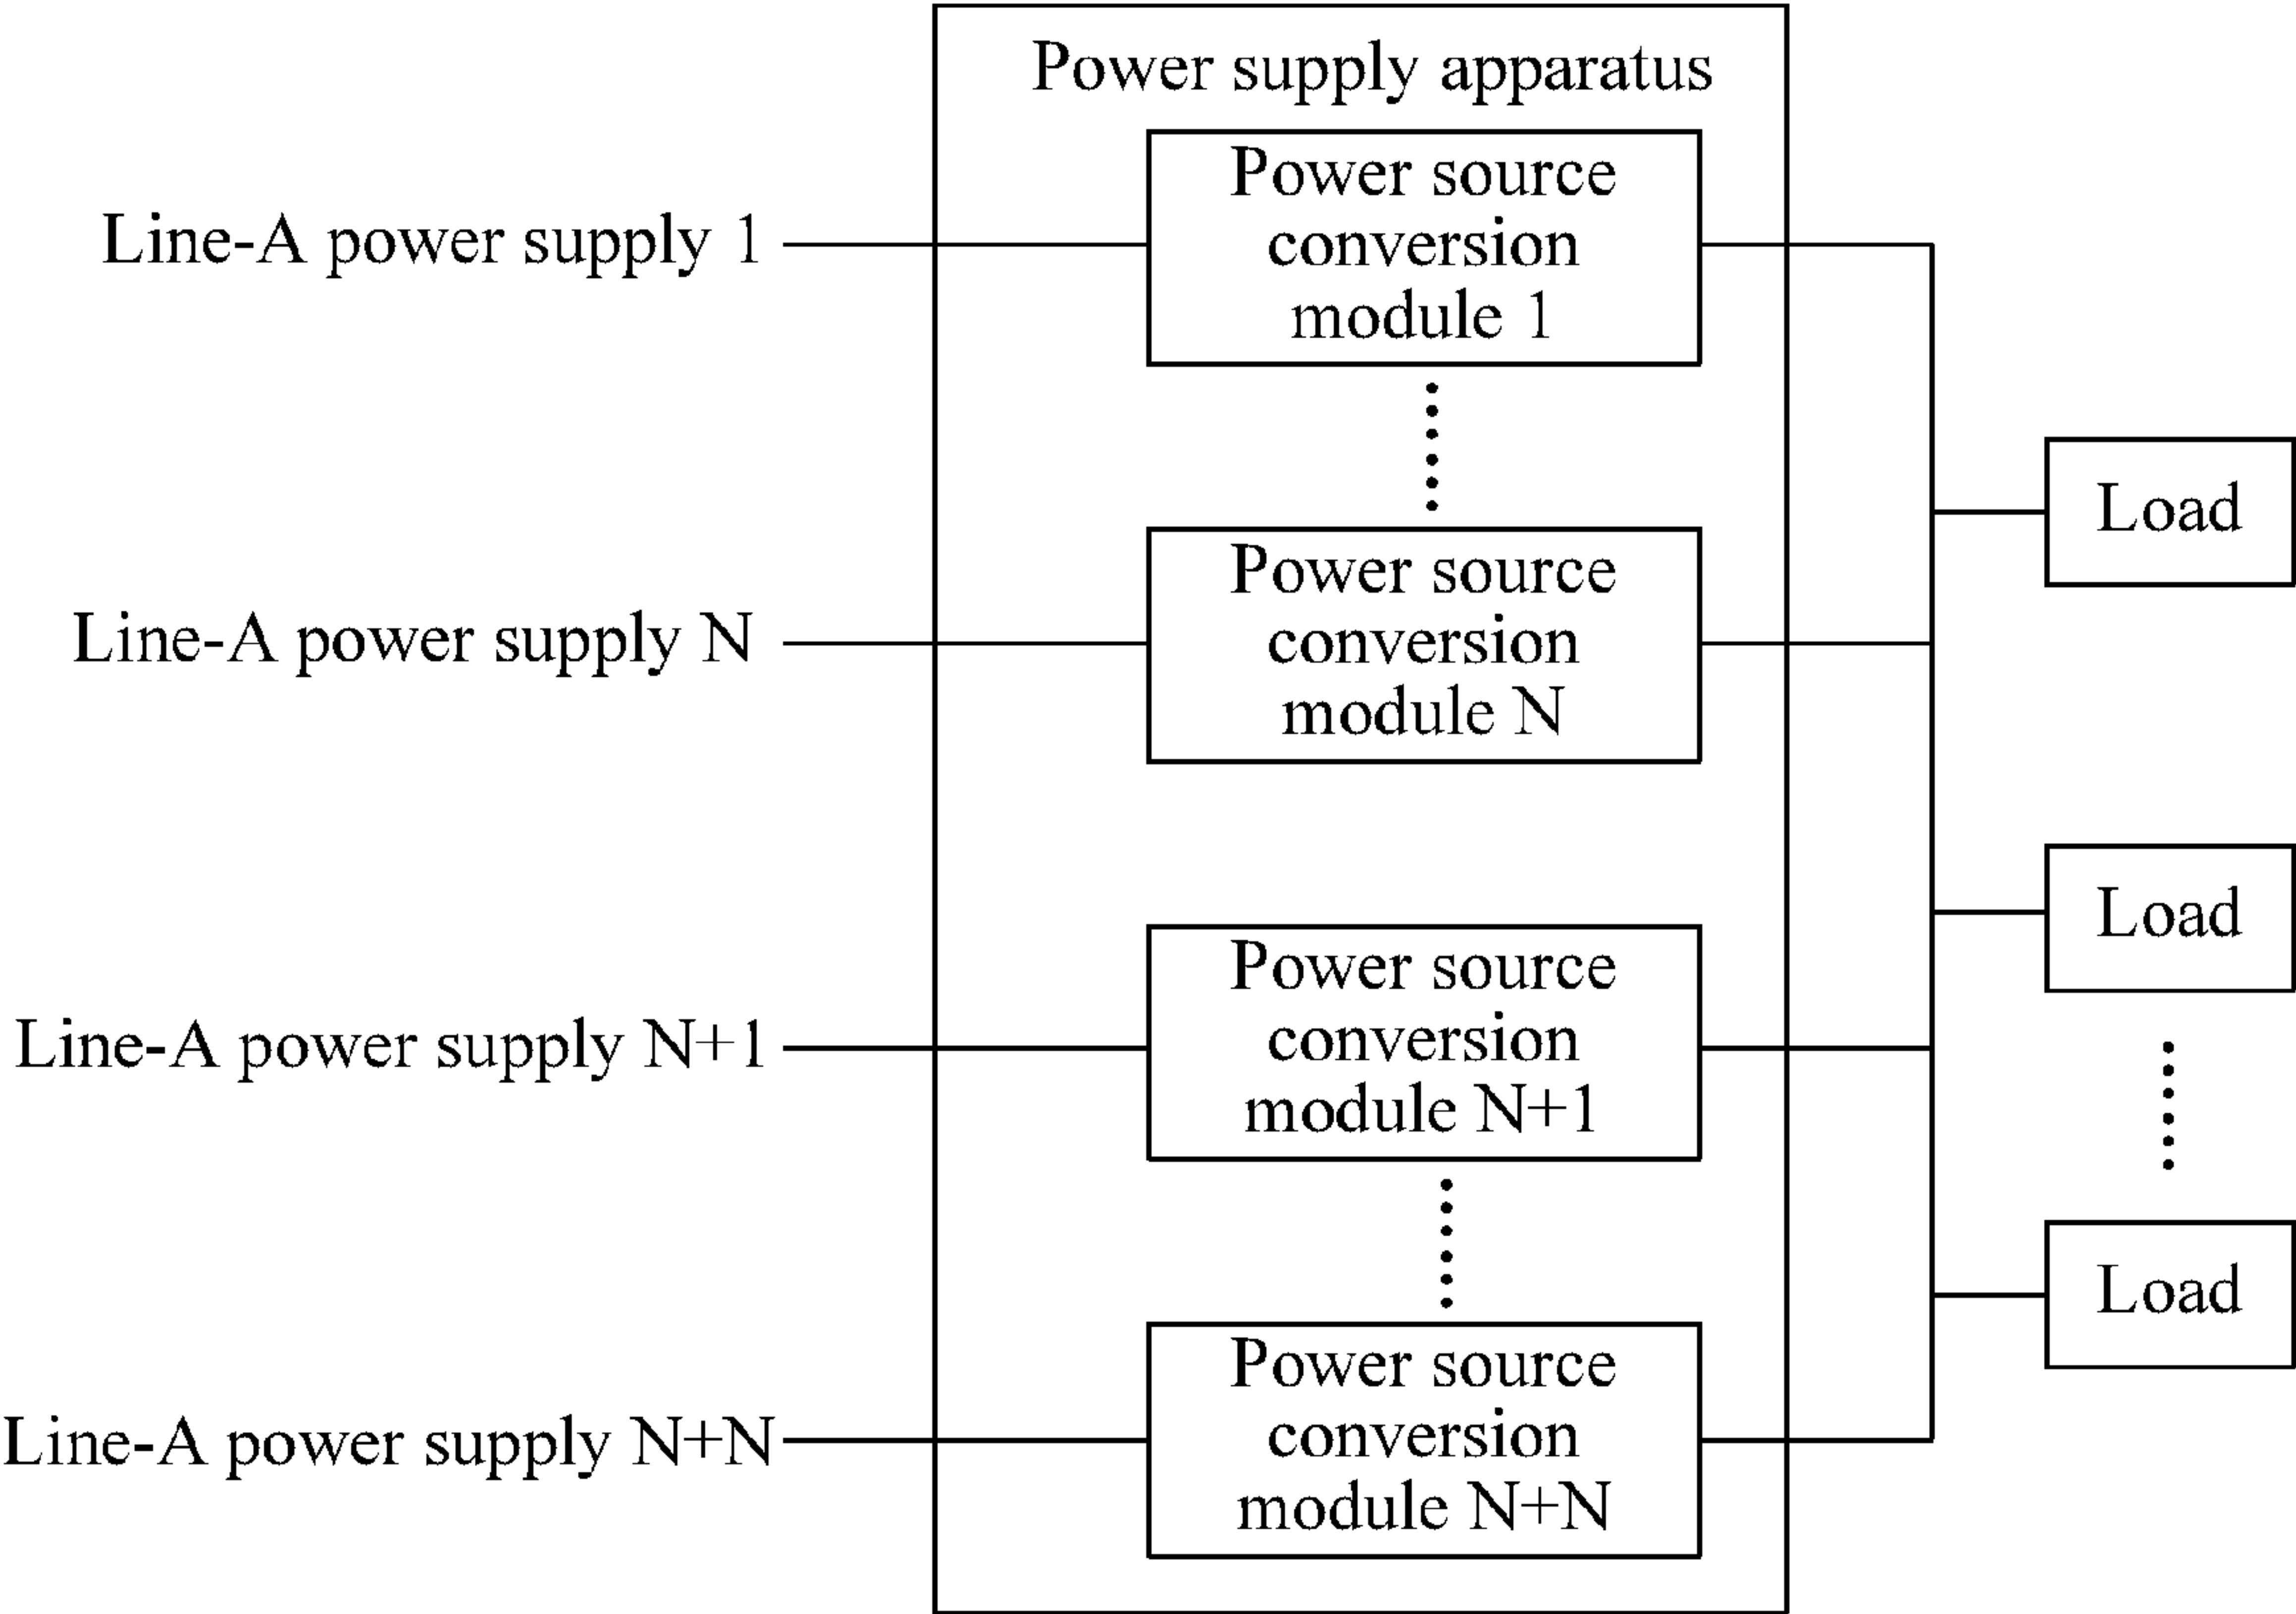 Power supply apparatus
Line-A power supply 1
Power source
conversion
module 1
Load
Line-A power supply N
Power source
conversion
module N
Load
Line-A power supply N+1
Power source
conversion
module N+1
Load
Line-A power supply N+N
Power source
conversion
module N+N